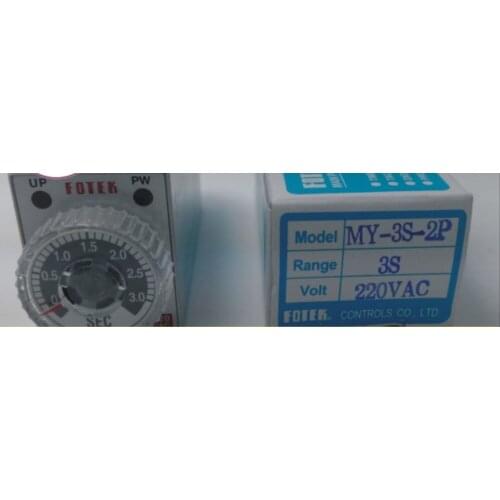 UP FOTEK PW
1.5
1.0 2.0
0.5 2.5
0 3.0
SEC
Model MY-3S-2P
Range 3S
Volt 220VAC
FOTEK CONTROLS CO., LTD